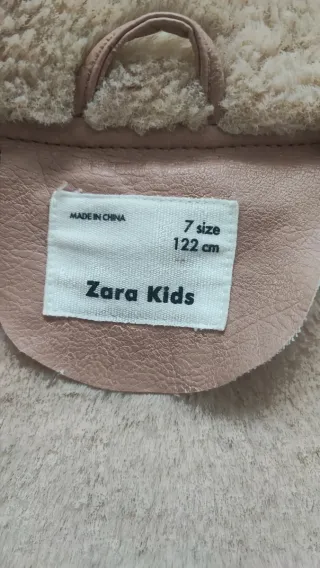 MADE IN CHINA
7 size
122 cm
Zara Kids